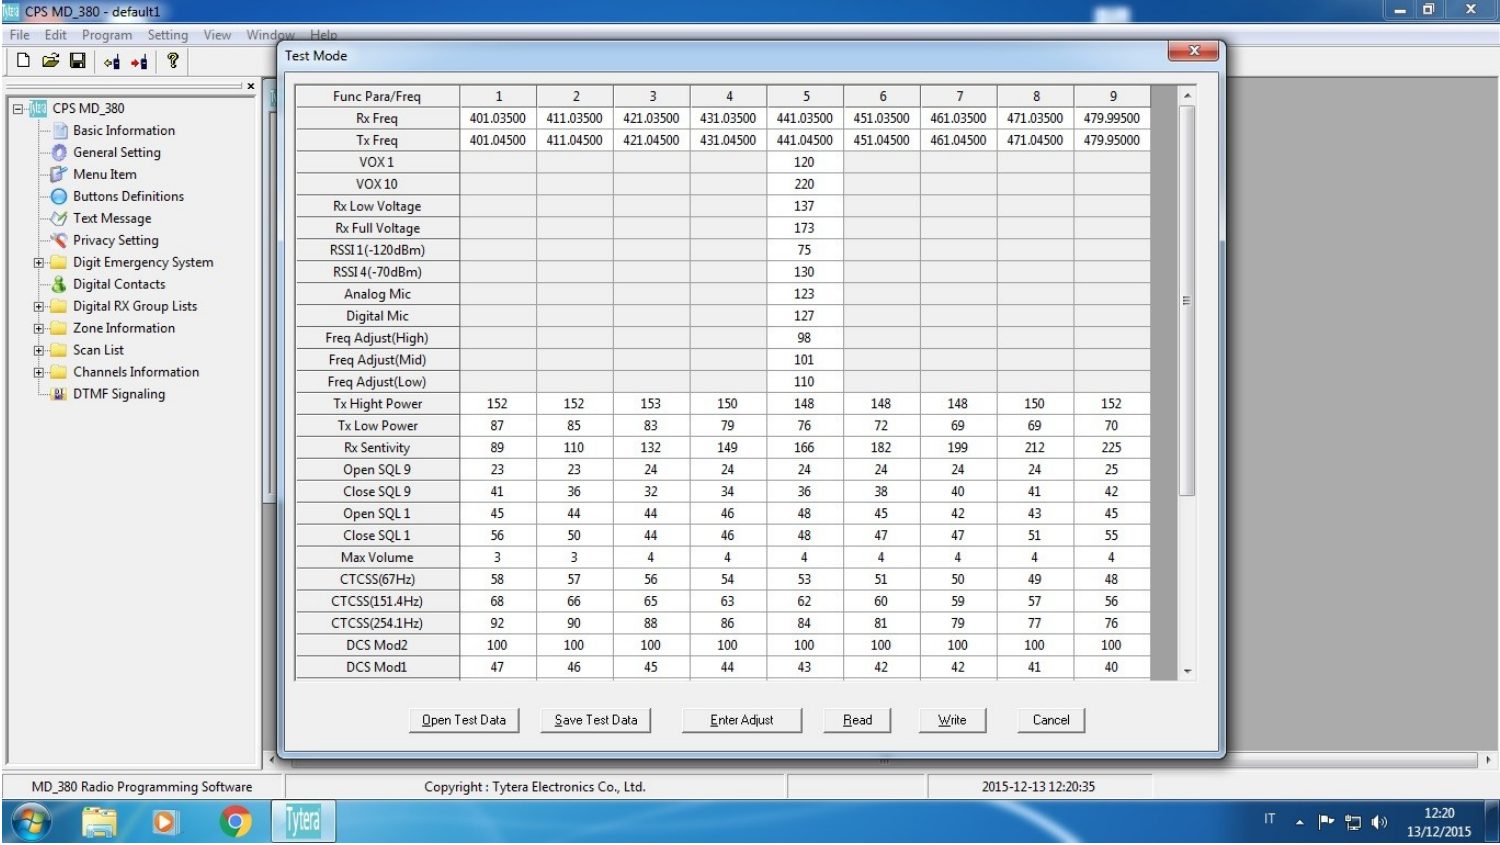 CPS MD_380 - default1
File Edit Program Setting View Window Help
Test Mode
CPS MD_380
Basic Information
General Setting
Menu Item
Buttons Definitions
Text Message
Privacy Setting
Digit Emergency System
Digital Contacts
Digital RX Group Lists
Zone Information
Scan List
Channels Information
DTMF Signaling
Func Para/Freq 1 2 3 4 5 6 7 8 9
Rx Freq 401.03500 411.03500 421.03500 431.03500 441.03500 451.03500 461.03500 471.03500 479.99500
Tx Freq 401.04500 411.04500 421.04500 431.04500 441.04500 451.04500 461.04500 471.04500 479.95000
VOX 1 120
VOX 10 220
Rx Low Voltage 137
Rx Full Voltage 173
RSSI 1(-120dBm) 75
RSSI 4(-70dBm) 130
Analog Mic 123
Digital Mic 127
Freq Adjust(High) 98
Freq Adjust(Mid) 101
Freq Adjust(Low) 110
Tx Hight Power 152 152 153 150 148 148 148 150 152
Tx Low Power 87 85 83 79 76 72 69 69 70
Rx Sentivity 89 110 132 149 166 182 199 212 225
Open SQL 9 23 23 24 24 24 24 24 24 25
Close SQL 9 41 36 32 34 36 38 40 41 42
Open SQL 1 45 44 44 46 48 45 42 43 45
Close SQL 1 56 50 44 46 48 47 47 51 55
Max Volume 3 3 4 4 4 4 4 4 4
CTCSS(67Hz) 58 57 56 54 53 51 50 49 48
CTCSS(151.4Hz) 68 66 65 63 62 60 59 57 56
CTCSS(254.1Hz) 92 90 88 86 84 81 79 77 76
DCS Mod2 100 100 100 100 100 100 100 100 100
DCS Mod1 47 46 45 44 43 42 42 41 40
Open Test Data Save Test Data Enter Adjust Read Write Cancel
MD_380 Radio Programming Software Copyright : Tytera Electronics Co., Ltd. 2015-12-13 12:20:35
Tytera IT 12:20
13/12/2015